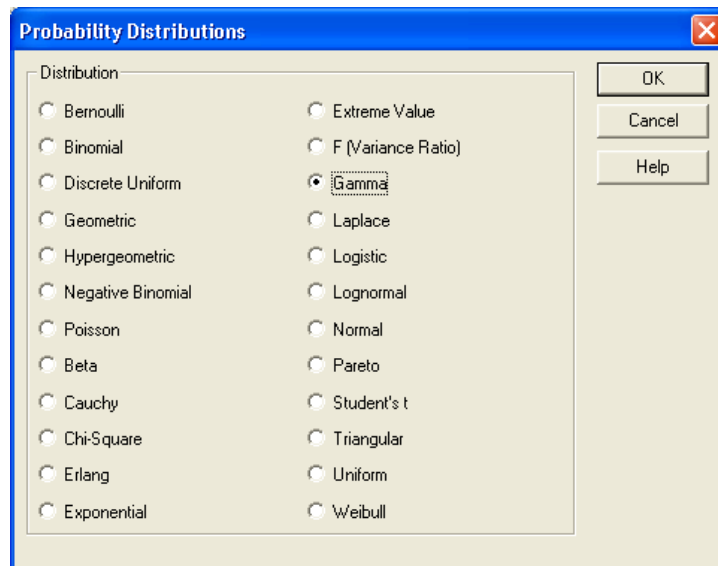 Probability Distributions
Distribution
Bernoulli
Binomial
Discrete Uniform
Geometric
Hypergeometric
Negative Binomial
Poisson
Beta
Cauchy
Chi-Square
Erlang
Exponential
Extreme Value
F (Variance Ratio)
Gamma
Laplace
Logistic
Lognormal
Normal
Pareto
Student's t
Triangular
Uniform
Weibull
OK
Cancel
Help